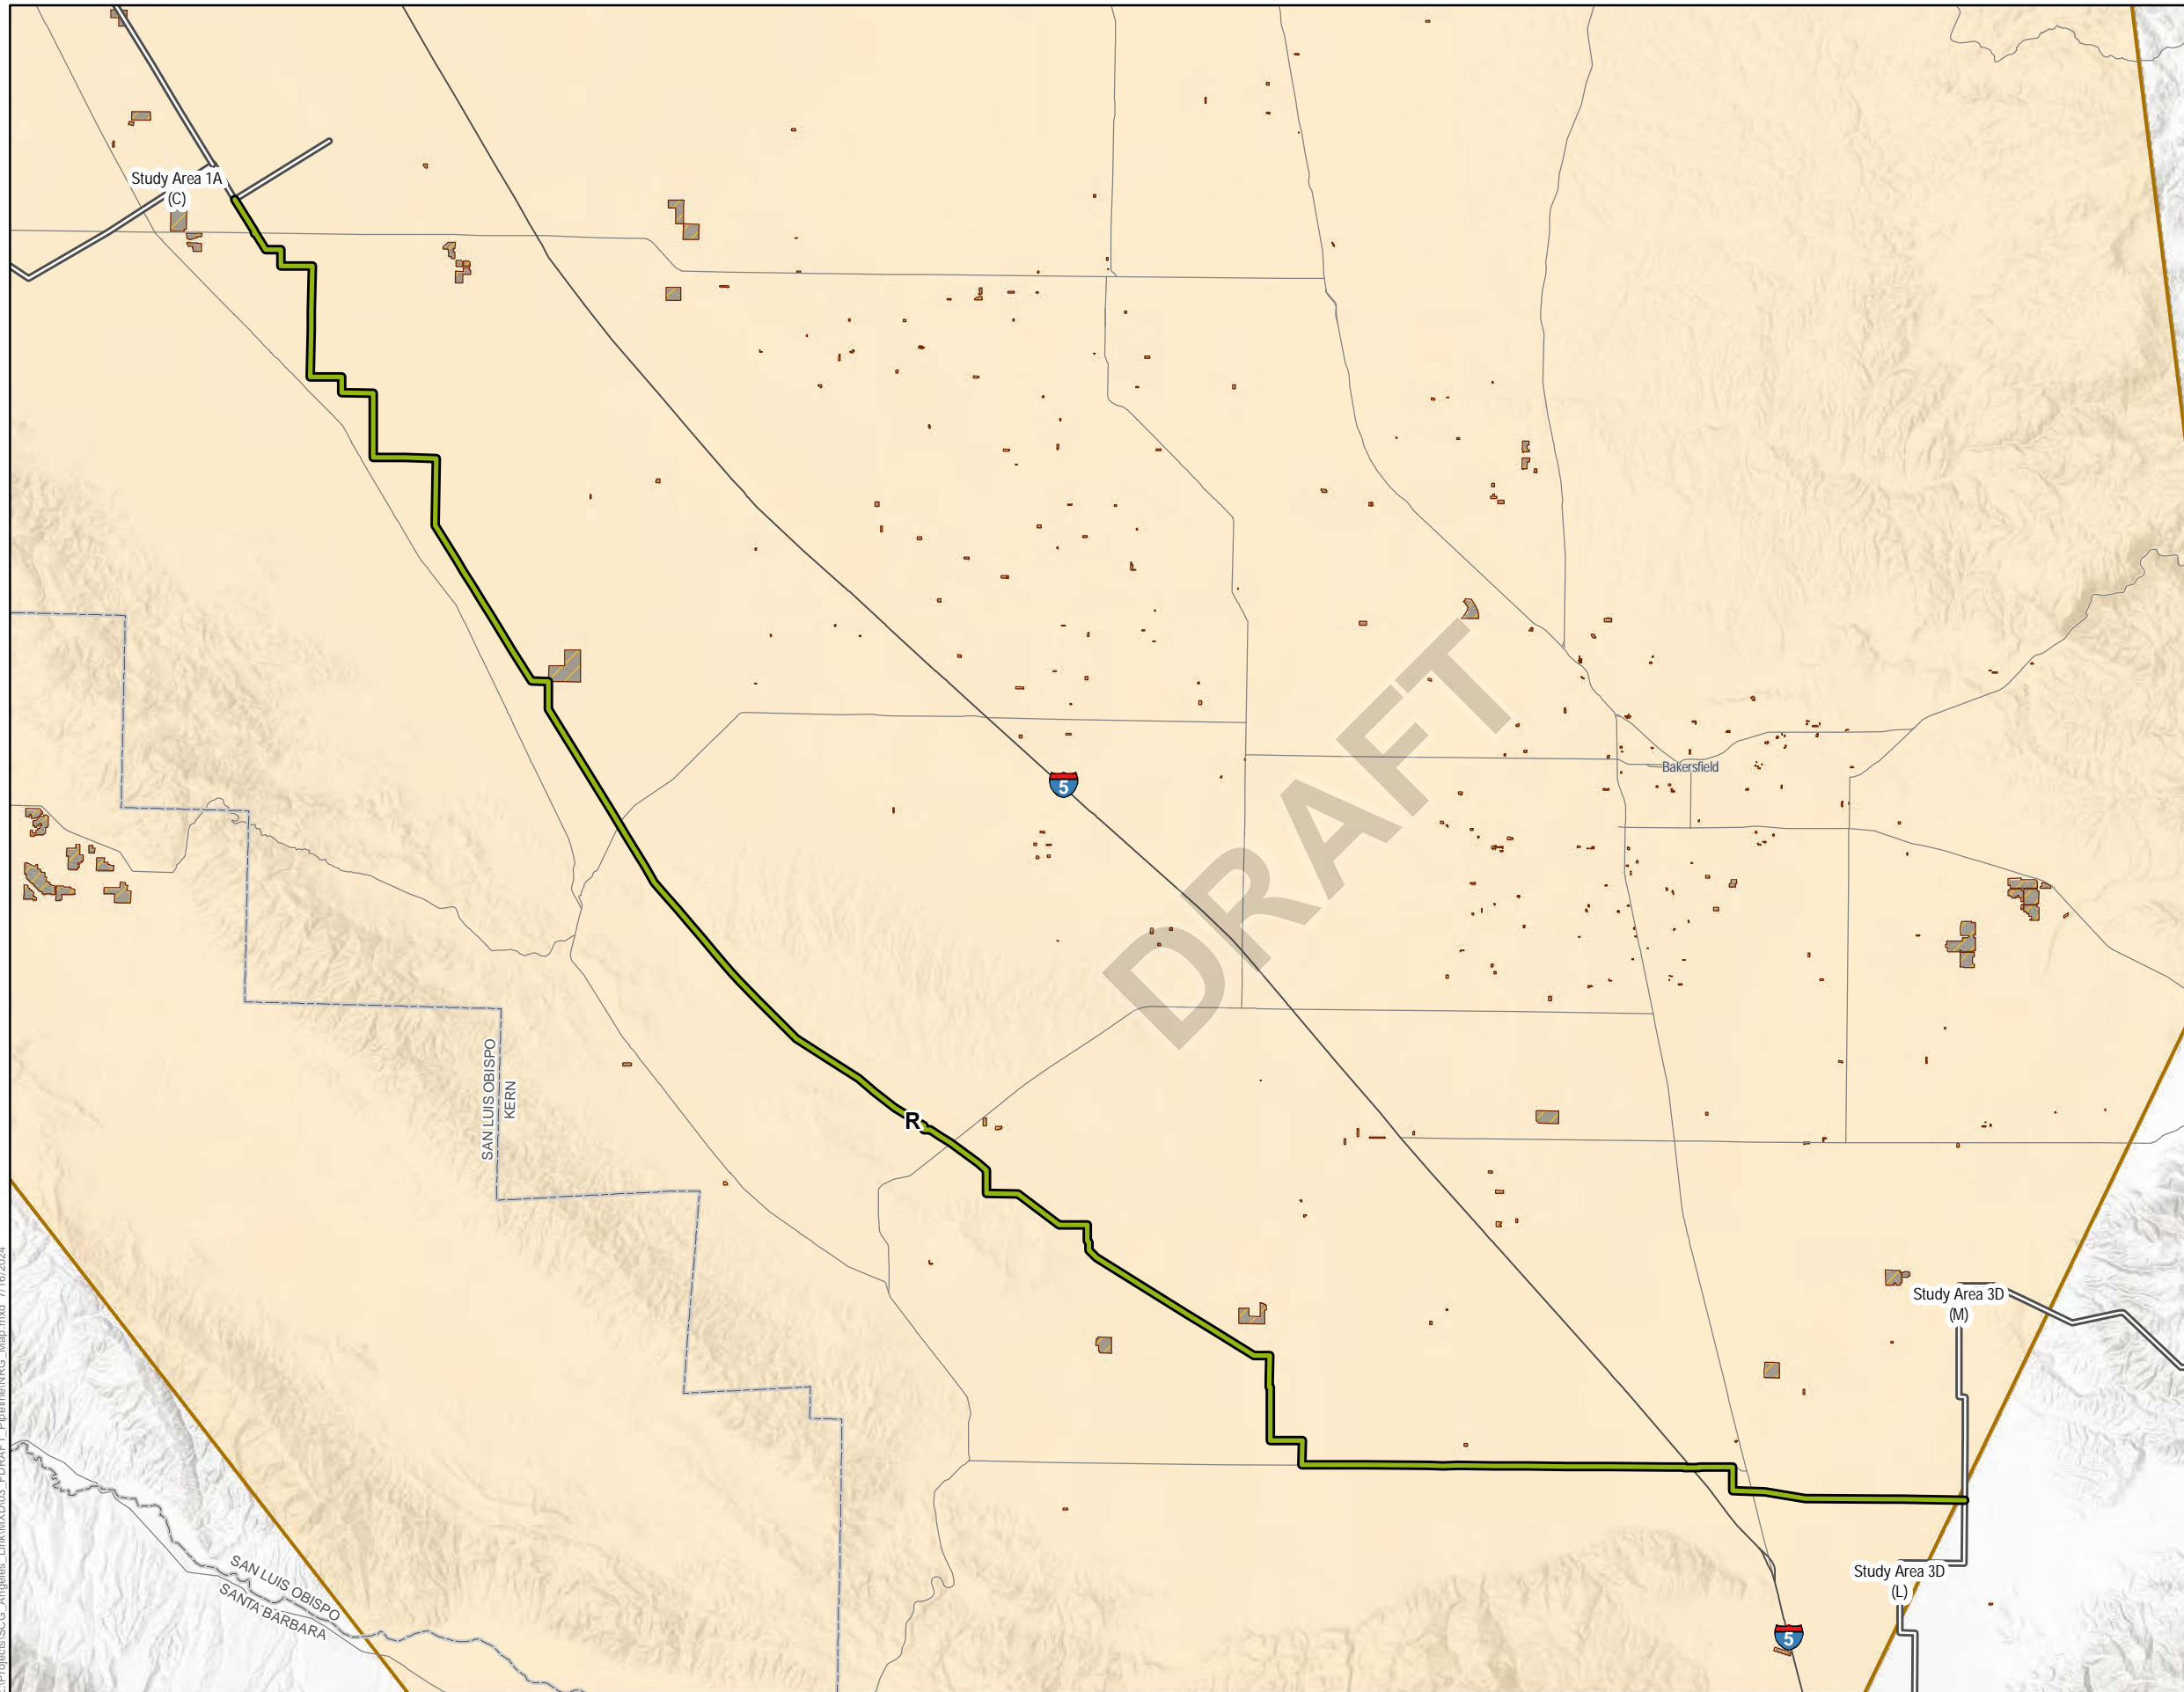 Study Area 1A
(C)
DRAFT
5
Bakersfield
SAN LUIS OBISPO
KERN
R
Study Area 3D
(M)
Study Area 3D
(L)
SAN LUIS OBISPO
SANTA BARBARA
5